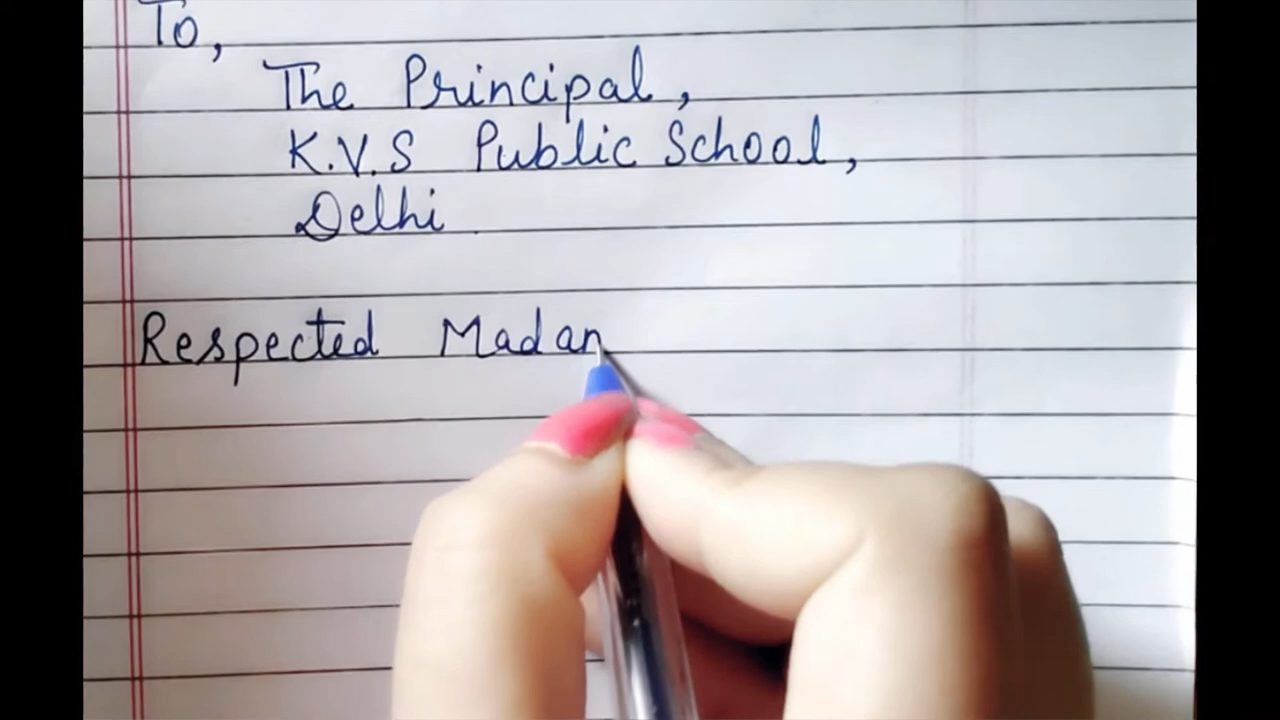 To,
The Principal,
K.V.S Public School,
Delhi.
Respected Madan